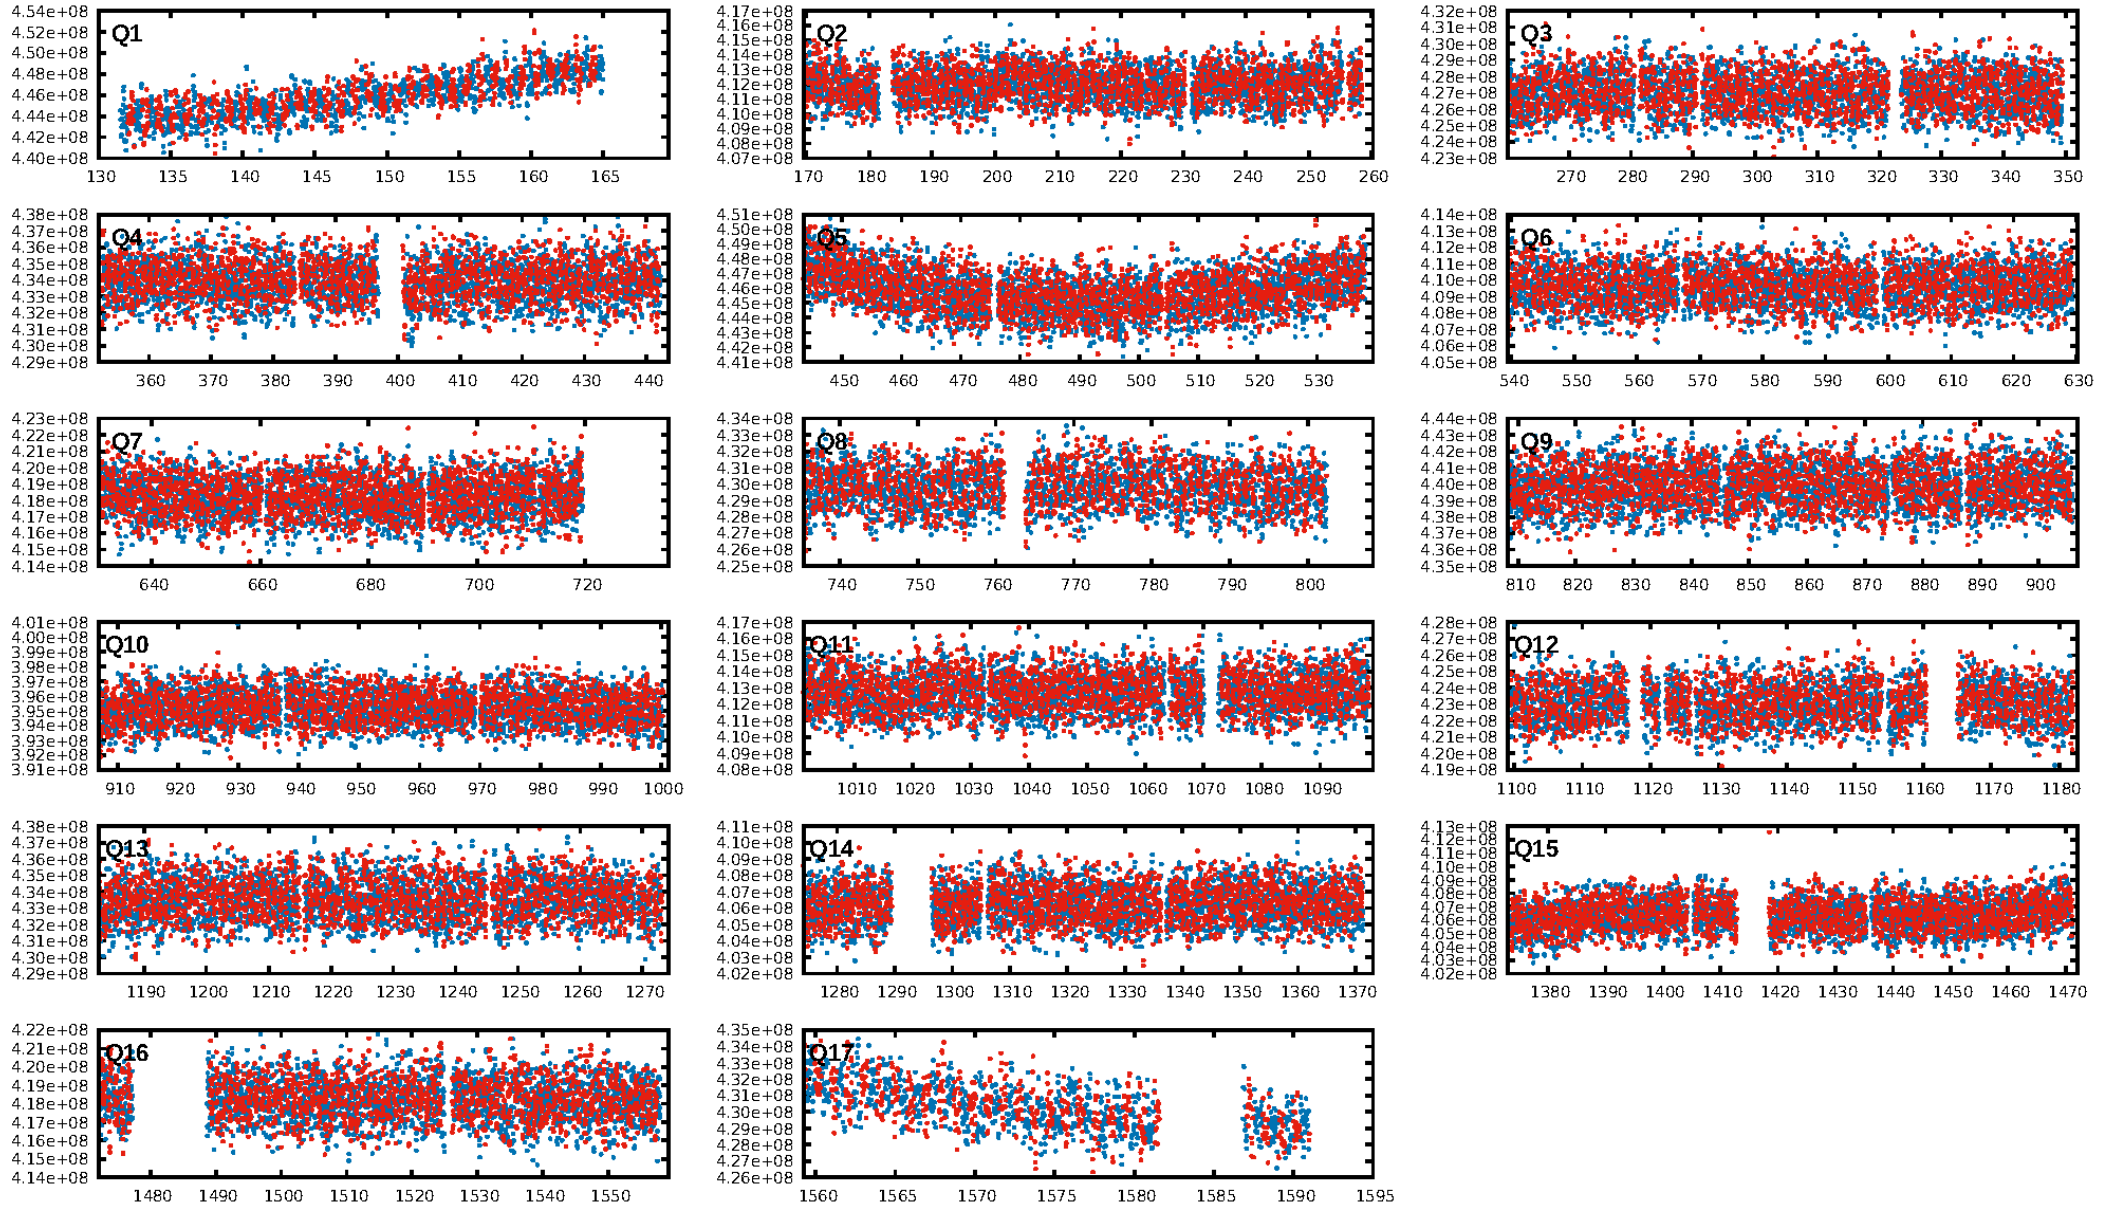 4.54e+08
4.52e+08
4.50e+08
4.48e+08
4.46e+08
4.44e+08
4.42e+08
4.40e+08
Q1
130 135 140 145 150 155 160 165
4.17e+08
4.16e+08
4.15e+08
4.14e+08
4.13e+08
4.12e+08
4.11e+08
4.10e+08
4.09e+08
4.08e+08
4.07e+08
Q2
170 180 190 200 210 220 230 240 250 260
4.32e+08
4.31e+08
4.30e+08
4.29e+08
4.28e+08
4.27e+08
4.26e+08
4.25e+08
4.24e+08
4.23e+08
Q3
270 280 290 300 310 320 330 340 350
4.38e+08
4.37e+08
4.36e+08
4.35e+08
4.34e+08
4.33e+08
4.32e+08
4.31e+08
4.30e+08
4.29e+08
Q4
360 370 380 390 400 410 420 430 440
4.51e+08
4.50e+08
4.49e+08
4.48e+08
4.47e+08
4.46e+08
4.45e+08
4.44e+08
4.43e+08
4.42e+08
4.41e+08
Q5
450 460 470 480 490 500 510 520 530
4.14e+08
4.13e+08
4.12e+08
4.11e+08
4.10e+08
4.09e+08
4.08e+08
4.07e+08
4.06e+08
4.05e+08
Q6
540 550 560 570 580 590 600 610 620 630
4.23e+08
4.22e+08
4.21e+08
4.20e+08
4.19e+08
4.18e+08
4.17e+08
4.16e+08
4.15e+08
4.14e+08
Q7
640 660 680 700 720
4.34e+08
4.33e+08
4.32e+08
4.31e+08
4.30e+08
4.29e+08
4.28e+08
4.27e+08
4.26e+08
4.25e+08
Q8
740 750 760 770 780 790 800
4.44e+08
4.43e+08
4.42e+08
4.41e+08
4.40e+08
4.39e+08
4.38e+08
4.37e+08
4.36e+08
4.35e+08
Q9
810 820 830 840 850 860 870 880 890 900
4.01e+08
4.00e+08
3.99e+08
3.98e+08
3.97e+08
3.96e+08
3.95e+08
3.94e+08
3.93e+08
3.92e+08
3.91e+08
Q10
910 920 930 940 950 960 970 980 990 1000
4.17e+08
4.16e+08
4.15e+08
4.14e+08
4.13e+08
4.12e+08
4.11e+08
4.10e+08
4.09e+08
4.08e+08
Q11
1010 1020 1030 1040 1050 1060 1070 1080 1090
4.28e+08
4.27e+08
4.26e+08
4.25e+08
4.24e+08
4.23e+08
4.22e+08
4.21e+08
4.20e+08
4.19e+08
Q12
1100 1110 1120 1130 1140 1150 1160 1170 1180
4.38e+08
4.37e+08
4.36e+08
4.35e+08
4.34e+08
4.33e+08
4.32e+08
4.31e+08
4.30e+08
4.29e+08
Q13
1190 1200 1210 1220 1230 1240 1250 1260 1270
4.11e+08
4.10e+08
4.09e+08
4.08e+08
4.07e+08
4.06e+08
4.05e+08
4.04e+08
4.03e+08
4.02e+08
Q14
1280 1290 1300 1310 1320 1330 1340 1350 1360 1370
4.13e+08
4.12e+08
4.11e+08
4.10e+08
4.09e+08
4.08e+08
4.07e+08
4.06e+08
4.05e+08
4.04e+08
4.03e+08
4.02e+08
Q15
1380 1390 1400 1410 1420 1430 1440 1450 1460 1470
4.22e+08
4.21e+08
4.20e+08
4.19e+08
4.18e+08
4.17e+08
4.16e+08
4.15e+08
4.14e+08
Q16
1480 1490 1500 1510 1520 1530 1540 1550
4.35e+08
4.34e+08
4.33e+08
4.32e+08
4.31e+08
4.30e+08
4.29e+08
4.28e+08
4.27e+08
4.26e+08
Q17
1560 1565 1570 1575 1580 1585 1590 1595